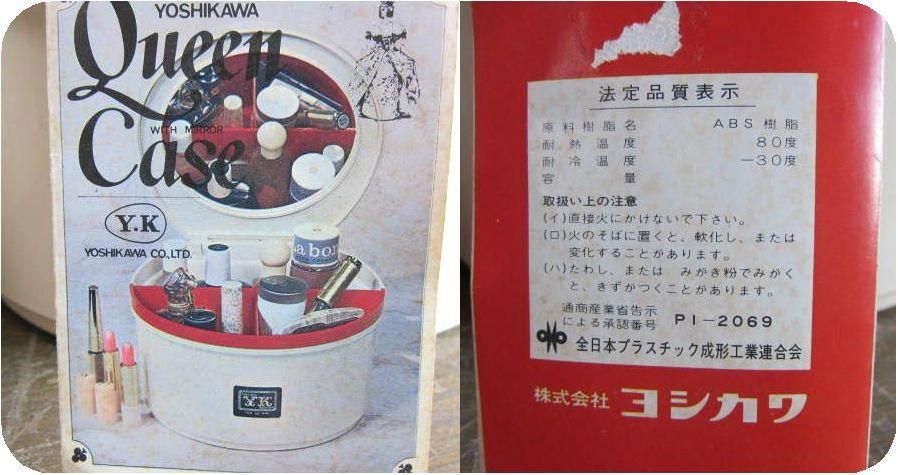 YOSHIKAWA
Queen
Case
WITH MIRROR
Y.K
YOSHIKAWA CO.,LTD.
YK
法定品質表示
原料樹脂名 ABS樹脂
耐熱温度 80度
耐冷温度 -30度
容量
取扱い上の注意
(イ)直接火にかけないで下さい。
(ロ)火のそばに置くと、軟化し、または
変化することがあります。
(ハ)たわし、または みがき粉でみがく
と、きずがつくことがあります。
通商産業省告示
による承認番号 PI-2069
全日本プラスチック成形工業連合会
株式会社 ヨシカワ